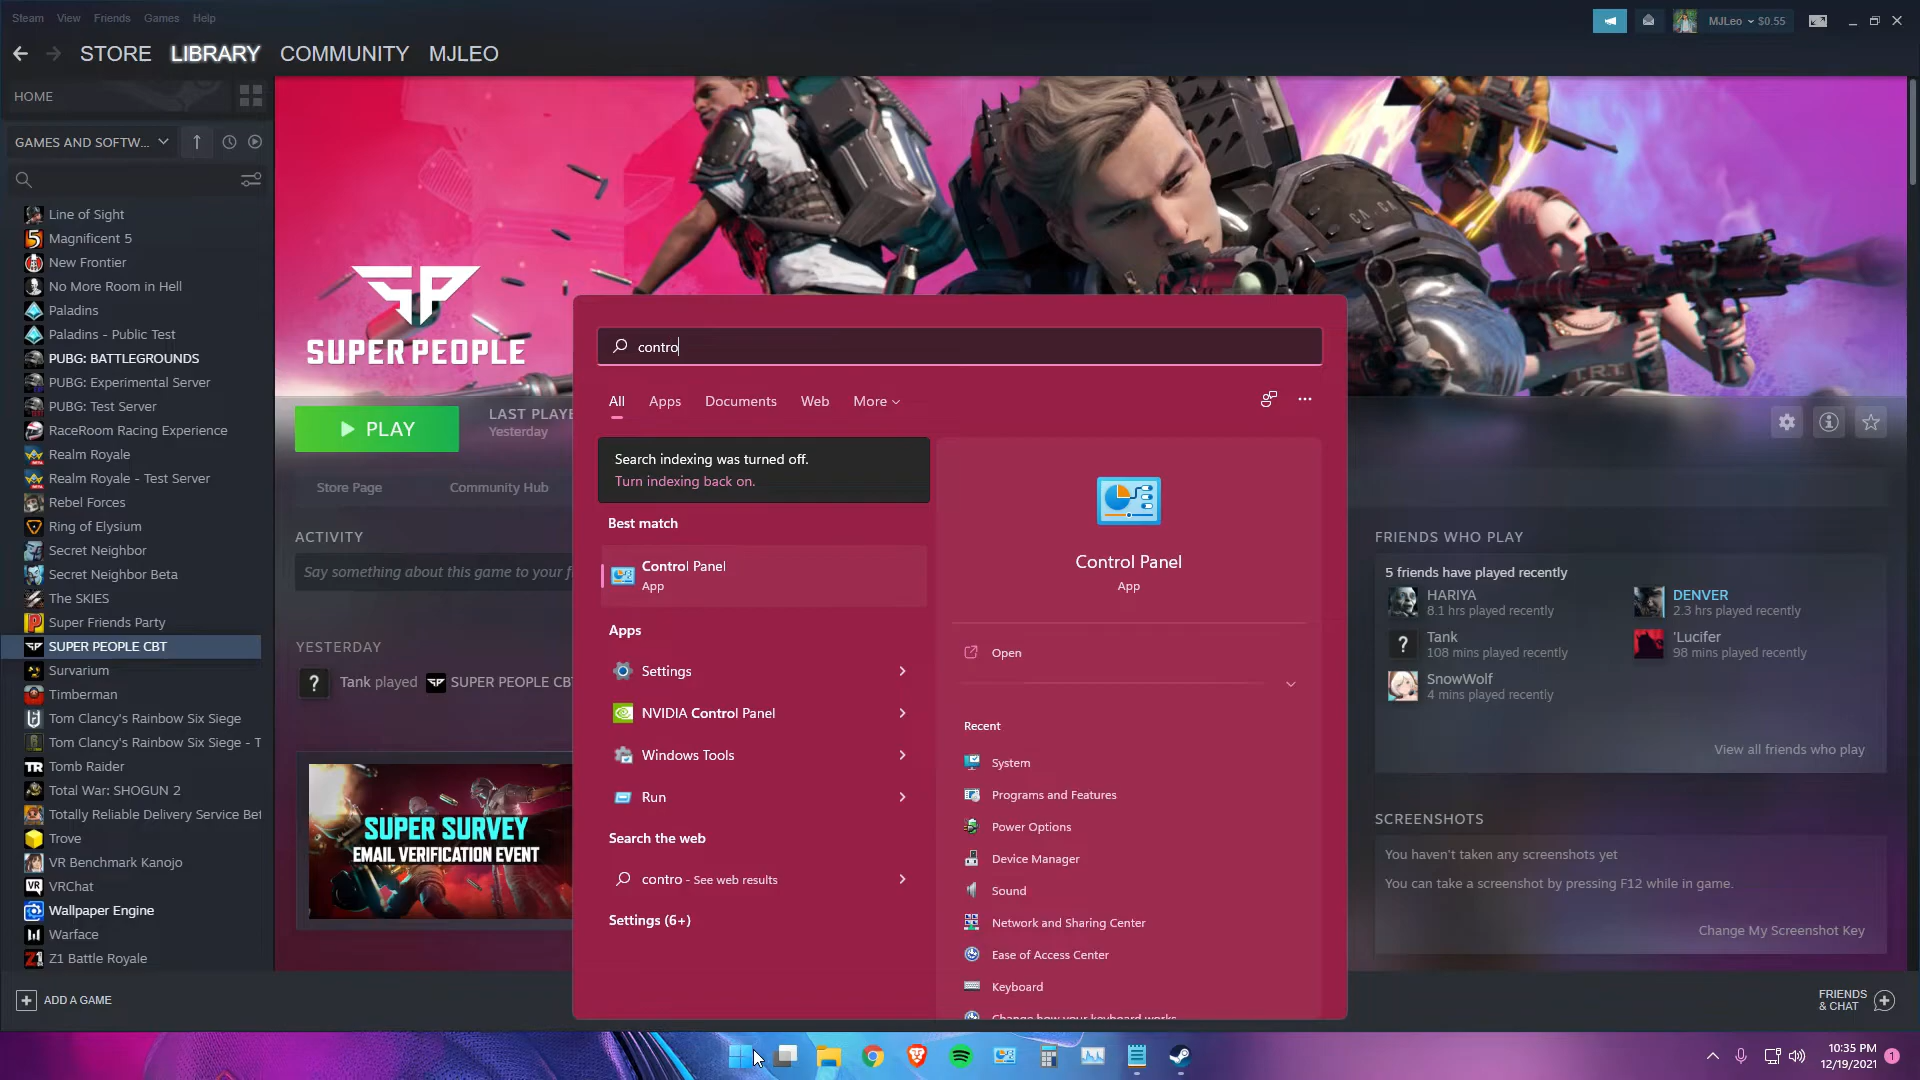 Steam View Friends Games Help
MJLeo $0.55
STORE LIBRARY COMMUNITY MJLEO
HOME
GAMES AND SOFTW...
Line of Sight
Magnificent 5
New Frontier
No More Room in Hell
Paladins
Paladins - Public Test
PUBG: BATTLEGROUNDS
PUBG: Experimental Server
PUBG: Test Server
RaceRoom Racing Experience
Realm Royale
Realm Royale - Test Server
Rebel Forces
Ring of Elysium
Secret Neighbor
Secret Neighbor Beta
The SKIES
Super Friends Party
SUPER PEOPLE CBT
Survarium
Timberman
Tom Clancy's Rainbow Six Siege
Tom Clancy's Rainbow Six Siege - T
Tomb Raider
Total War: SHOGUN 2
Totally Reliable Delivery Service Bet
Trove
VR Benchmark Kanojo
VRChat
Wallpaper Engine
Warface
Z1 Battle Royale
ADD A GAME
SUPER PEOPLE
PLAY
LAST PLAYE
Yesterday
Store Page Community Hub
ACTIVITY
Say something about this game to your f
YESTERDAY
Tank played SUPER PEOPLE CBT
SUPER SURVEY
EMAIL VERIFICATION EVENT
contro
All Apps Documents Web More
Search indexing was turned off.
Turn indexing back on.
Best match
Control Panel
App
Apps
Settings
NVIDIA Control Panel
Windows Tools
Run
Search the web
contro - See web results
Settings (6+)
Control Panel
App
Open
Recent
System
Programs and Features
Power Options
Device Manager
Sound
Network and Sharing Center
Ease of Access Center
Keyboard
Change how your keyboard works
FRIENDS WHO PLAY
5 friends have played recently
HARIYA
8.1 hrs played recently
DENVER
2.3 hrs played recently
Tank
108 mins played recently
'Lucifer
98 mins played recently
SnowWolf
4 mins played recently
View all friends who play
SCREENSHOTS
You haven't taken any screenshots yet
You can take a screenshot by pressing F12 while in game.
Change My Screenshot Key
FRIENDS
& CHAT
10:35 PM
12/19/2021
1